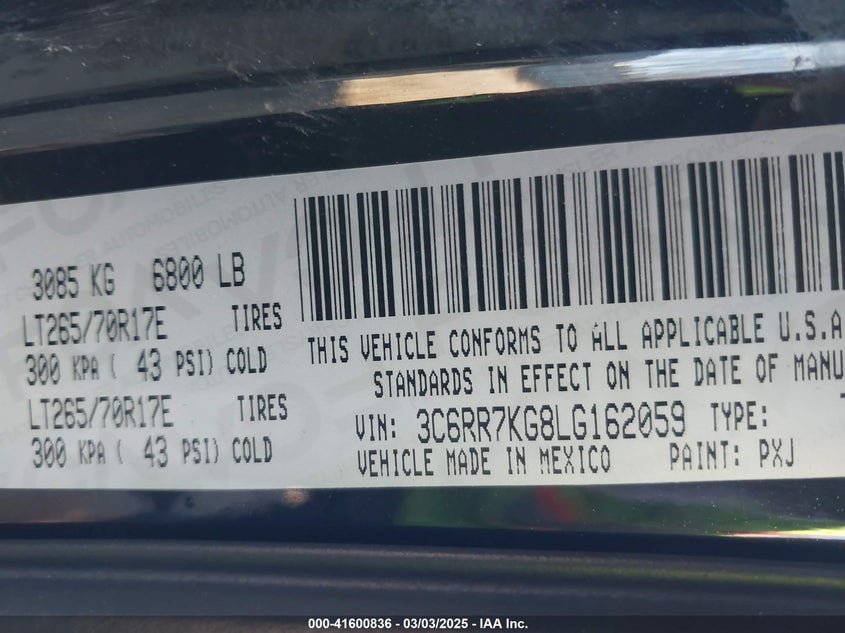 3085 KG 6800 LB
LT265/70R17E TIRES
300 KPA ( 43 PSI) COLD
LT265/70R17E TIRES
300 KPA ( 43 PSI) COLD
THIS VEHICLE CONFORMS TO ALL APPLICABLE U.S.A
STANDARDS IN EFFECT ON THE DATE OF MANU
VIN: 3C6RR7KG8LG162059 TYPE:
VEHICLE MADE IN MEXICO PAINT: PXJ
000-41600836 - 03/03/2025 - IAA Inc.